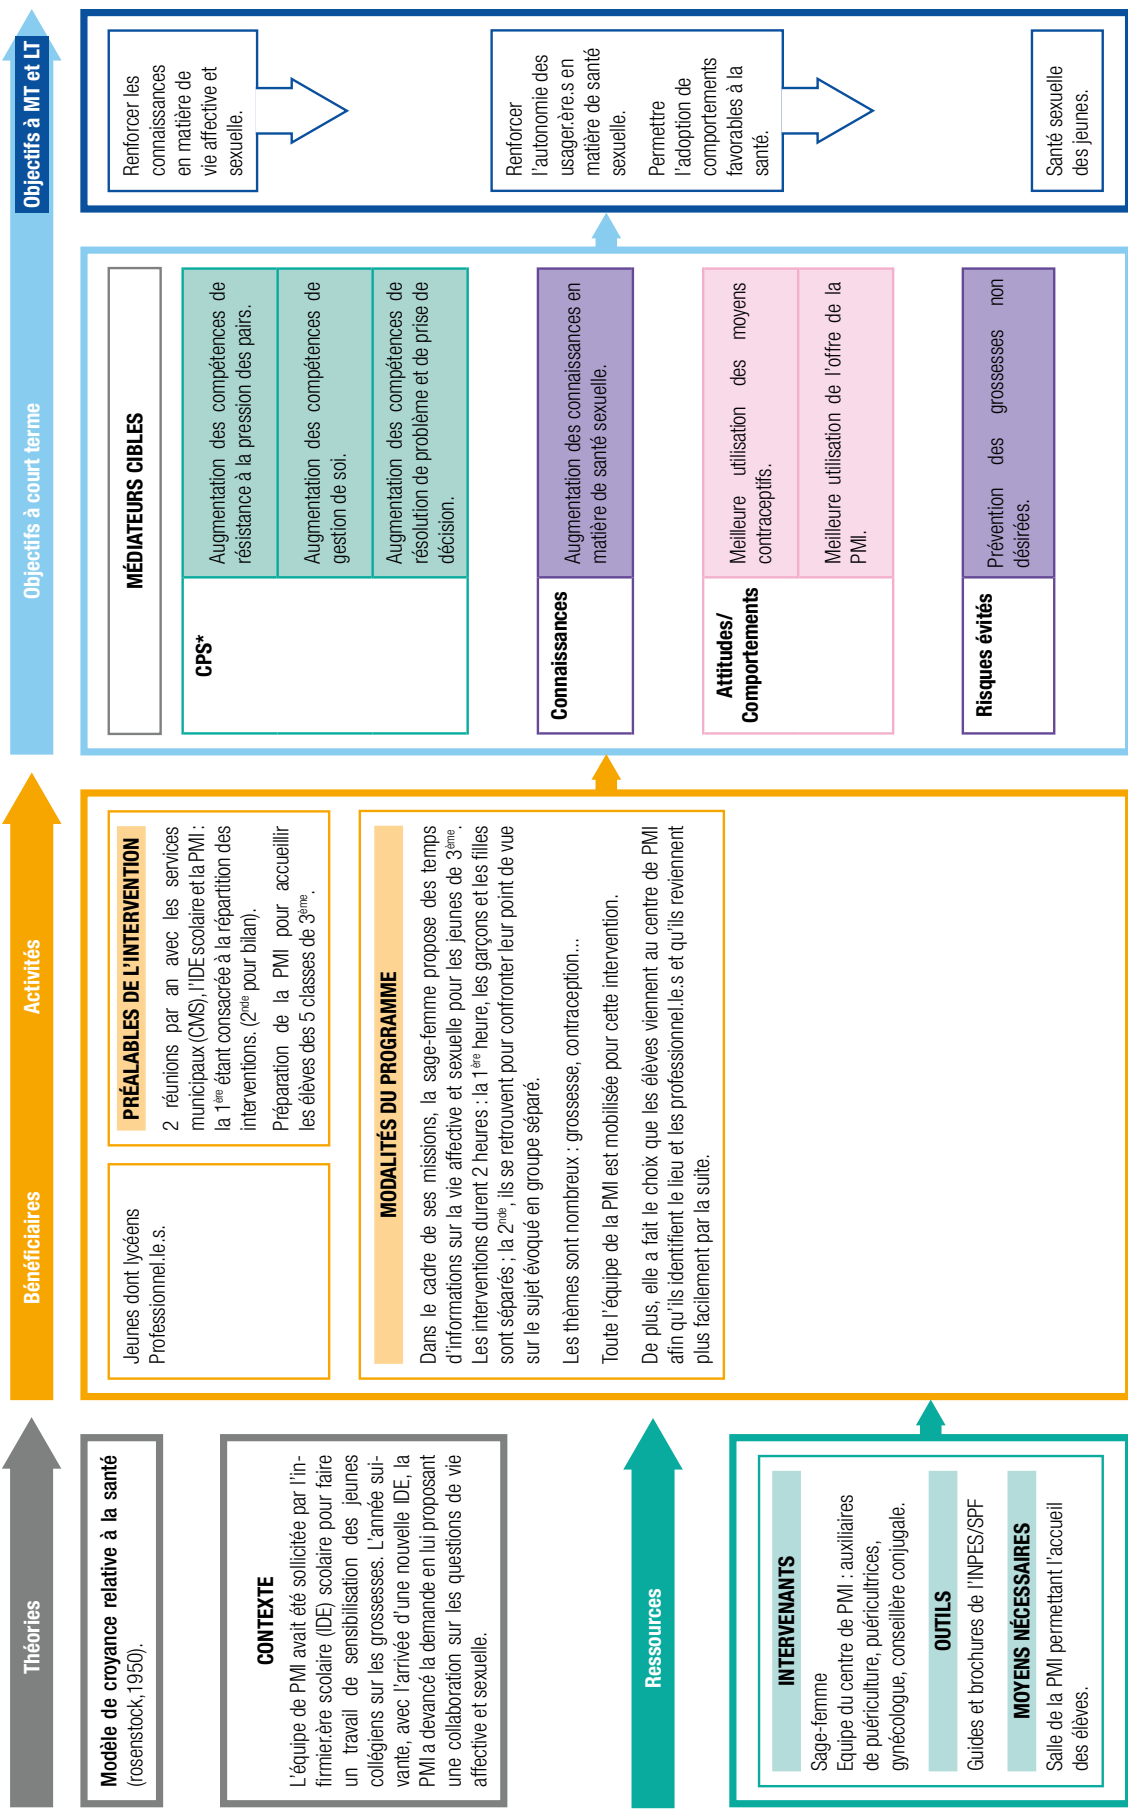 Théories
Modèle de croyance relative à la santé
(rosenstock,1950).
CONTEXTE
L'équipe de PMI avait été sollicitée par l'in-
firmier.ère scolaire (IDE) scolaire pour faire
un travail de sensibilisation des jeunes
collégiens sur les grossesses. L'année sui-
vante, avec l'arrivée d'une nouvelle IDE, la
PMI a devancé la demande en lui proposant
une collaboration sur les questions de vie
affective et sexuelle.
Ressources
INTERVENANTS
Sage-femme
Equipe du centre de PMI : auxiliaires
de puériculture, puéricultrices,
gynécologue, conseillère conjugale.
OUTILS
Guides et brochures de l'INPES/SPF
MOYENS NÉCESSAIRES
Salle de la PMI permettant l'accueil
des élèves.
Bénéficiaires
Activités
Jeunes dont lycéens
Professionnel.le.s.
PRÉALABLES DE L'INTERVENTION
2 réunions par an avec les services
municipaux (CMS), l'IDE scolaire et la PMI :
la 1ère étant consacrée à la répartition des
interventions. (2nde pour bilan).
Préparation de la PMI pour accueillir
les élèves des 5 classes de 3ème.
MODALITÉS DU PROGRAMME
Dans le cadre de ses missions, la sage-femme propose des temps
d'informations sur la vie affective et sexuelle pour les jeunes de 3ème.
Les interventions durent 2 heures : la 1ère heure, les garçons et les filles
sont séparés ; la 2nde, ils se retrouvent pour confronter leur point de vue
sur le sujet évoqué en groupe séparé.
Les thèmes sont nombreux : grossesse, contraception...
Toute l'équipe de la PMI est mobilisée pour cette intervention.
De plus, elle a fait le choix que les élèves viennent au centre de PMI
afin qu'ils identifient le lieu et les professionnel.le.s et qu'ils reviennent
plus facilement par la suite.
Objectifs à court terme
MÉDIATEURS CIBLES
CPS*
Augmentation des compétences de
résistance à la pression des pairs.
Augmentation des compétences de
gestion de soi.
Augmentation des compétences de
résolution de problème et de prise de
décision.
Connaissances
Augmentation des connaissances en
matière de santé sexuelle.
Attitudes/
Comportements
Meilleure utilisation des moyens
contraceptifs.
Meilleure utilisation de l'offre de la
PMI.
Risques évités
Prévention des grossesses non
désirées.
Objectifs à MT et LT
Renforcer les
connaissances
en matière de
vie affective et
sexuelle.
Renforcer
l'autonomie des
usager.ère.s en
matière de santé
sexuelle.
Permettre
l'adoption de
comportements
favorables à la
santé.
Santé sexuelle
des jeunes.